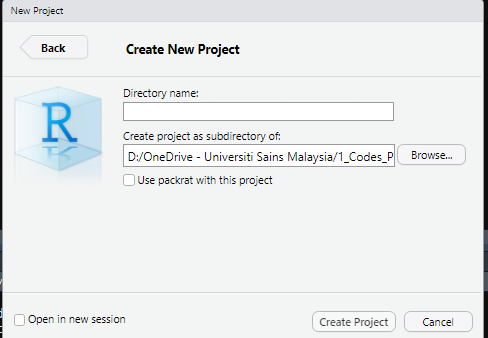 New Project
Back
Create New Project
Directory name:
Create project as subdirectory of:
D:/OneDrive - Universiti Sains Malaysia/1_Codes_P
Browse...
Use packrat with this project
R
Open in new session
Create Project
Cancel